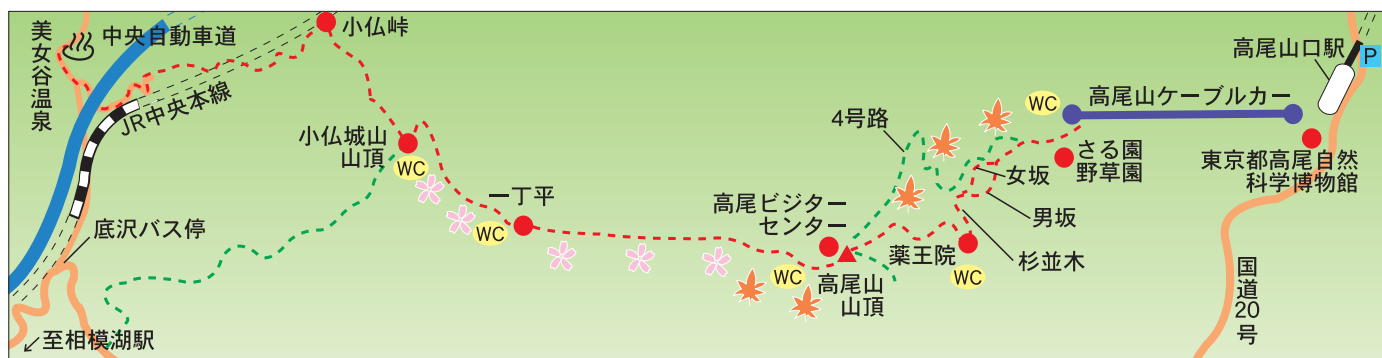 美女谷温泉
中央自動車道
JR中央本線
小仏峠
小仏城山
山頂
WC
一丁平
WC
底沢バス停
至相模湖駅
高尾ビジター
センター
WC
高尾山
山頂
4号路
薬王院
WC
杉並木
男坂
女坂
WC
さる園
野草園
高尾山ケーブルカー
高尾山口駅
P
東京都高尾自然
科学博物館
国道20号